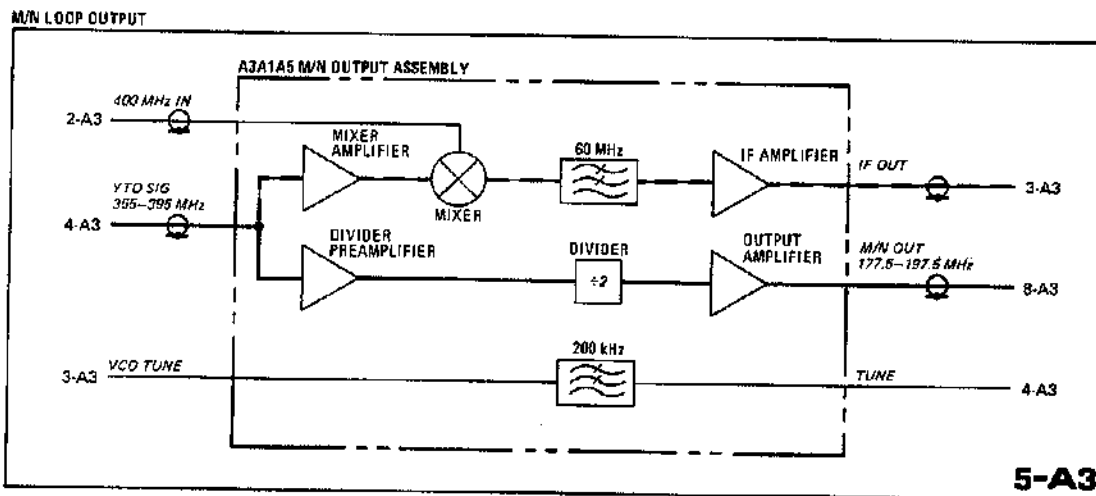 M/N LOOP OUTPUT
A3A1A5 M/N OUTPUT ASSEMBLY
2-A3
400 MHz IN
MIXER
AMPLIFIER
MIXER
60 MHz
IF AMPLIFIER
IF OUT
3-A3
YTO SIG
355–395 MHz
4-A3
DIVIDER
PREAMPLIFIER
DIVIDER
÷2
OUTPUT
AMPLIFIER
M/N OUT
177.5–197.5 MHz
8-A3
3-A3
VCO TUNE
200 kHz
TUNE
4-A3
5-A3